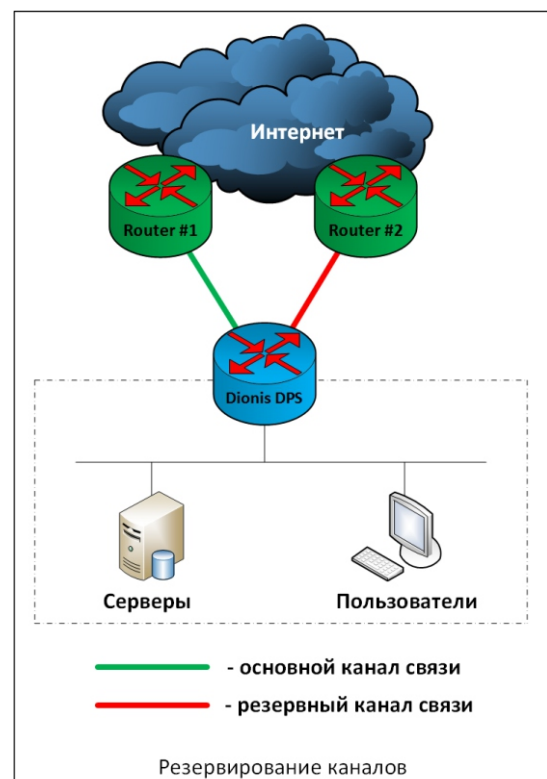 Интернет
Router #1
Router #2
Dionis DPS
Серверы
Пользователи
- основной канал связи
- резервный канал связи
Резервирование каналов